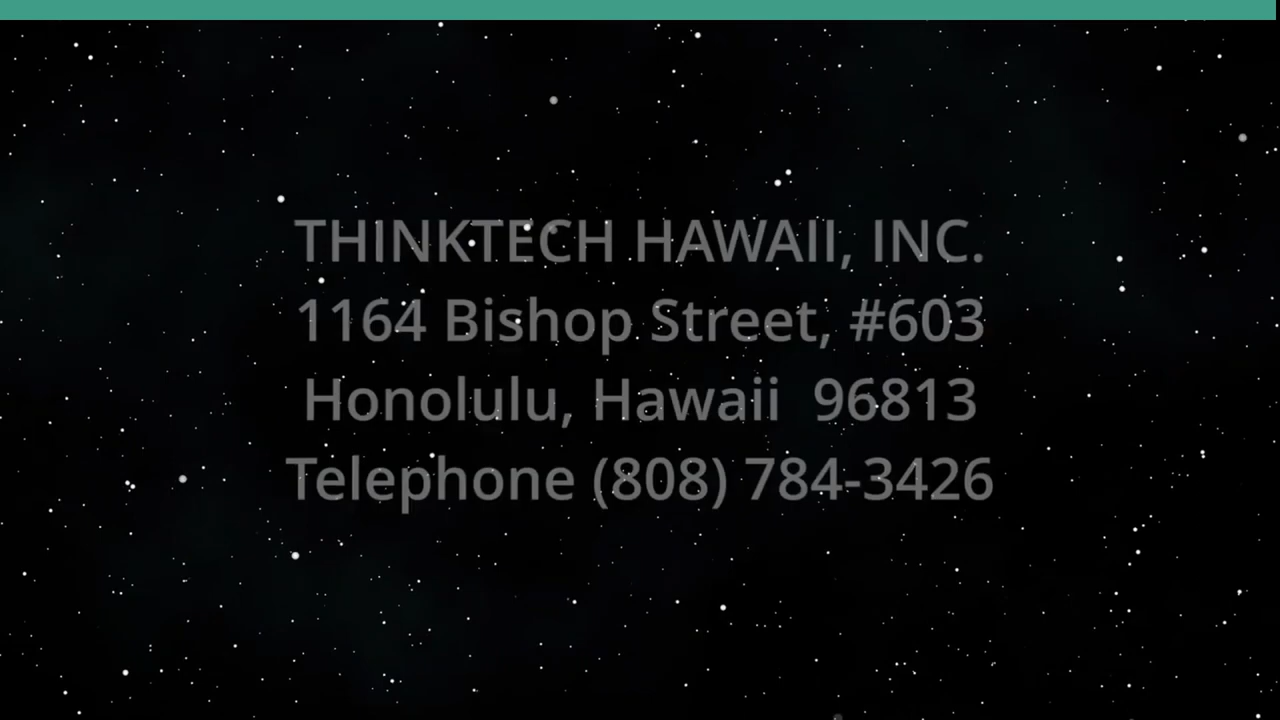 THINKTECH HAWAII, INC.
1164 Bishop Street, #603
Honolulu, Hawaii  96813
Telephone (808) 784-3426